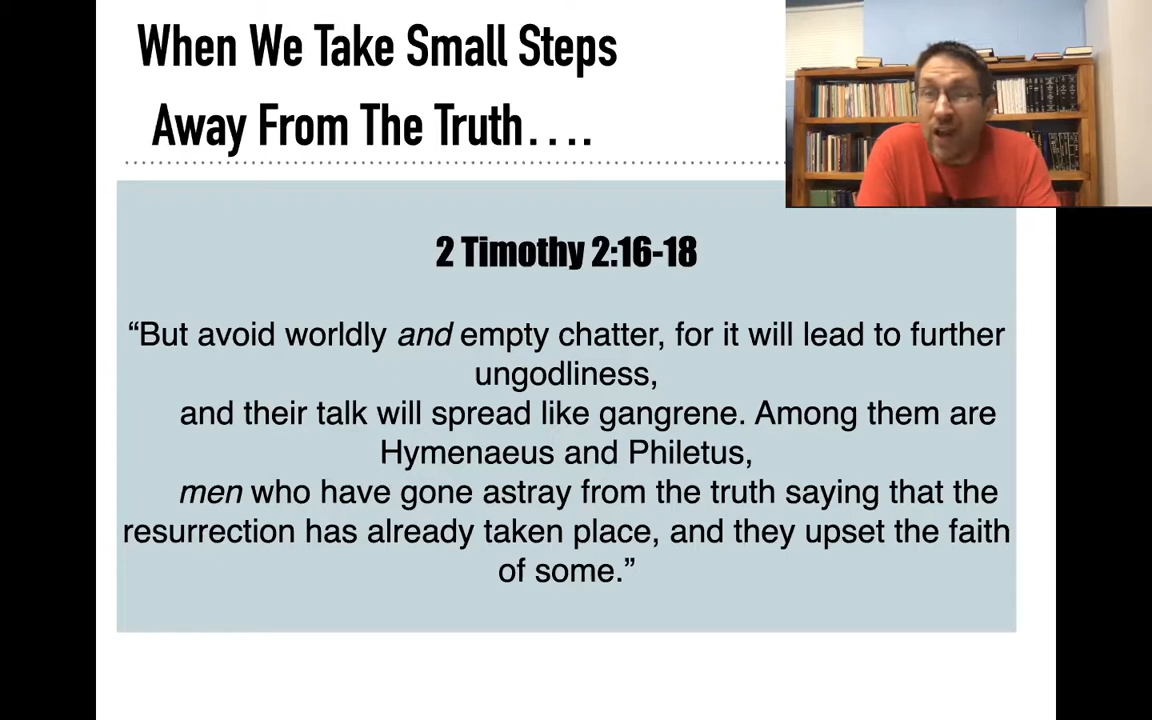 When We Take Small Steps
Away From The Truth....
2 Timothy 2:16-18
“But avoid worldly and empty chatter, for it will lead to further
ungodliness,
and their talk will spread like gangrene. Among them are
Hymenaeus and Philetus,
men who have gone astray from the truth saying that the
resurrection has already taken place, and they upset the faith
of some.”